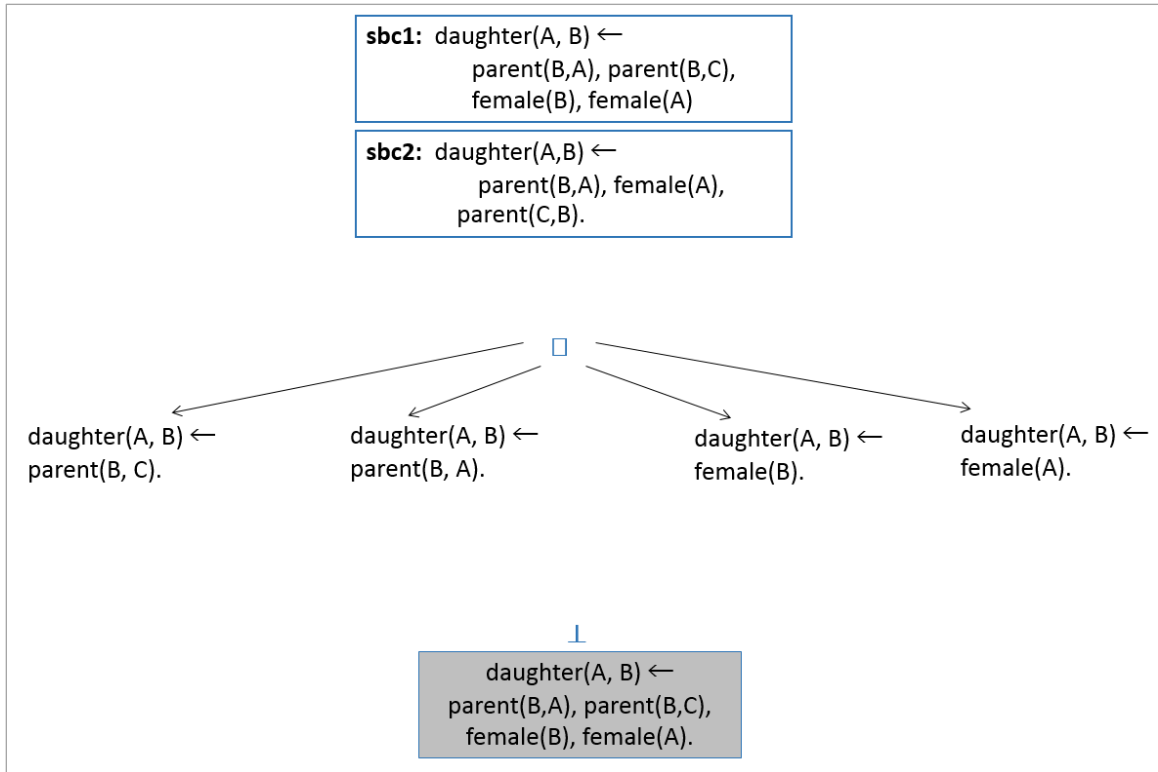 sbc1: daughter(A, B) ←
parent(B,A), parent(B,C),
female(B), female(A)
sbc2: daughter(A,B) ←
parent(B,A), female(A),
parent(C,B).
□
daughter(A, B) ←
parent(B, C).
daughter(A, B) ←
parent(B, A).
daughter(A, B) ←
female(B).
daughter(A, B) ←
female(A).
⊥
daughter(A, B) ←
parent(B,A), parent(B,C),
female(B), female(A).